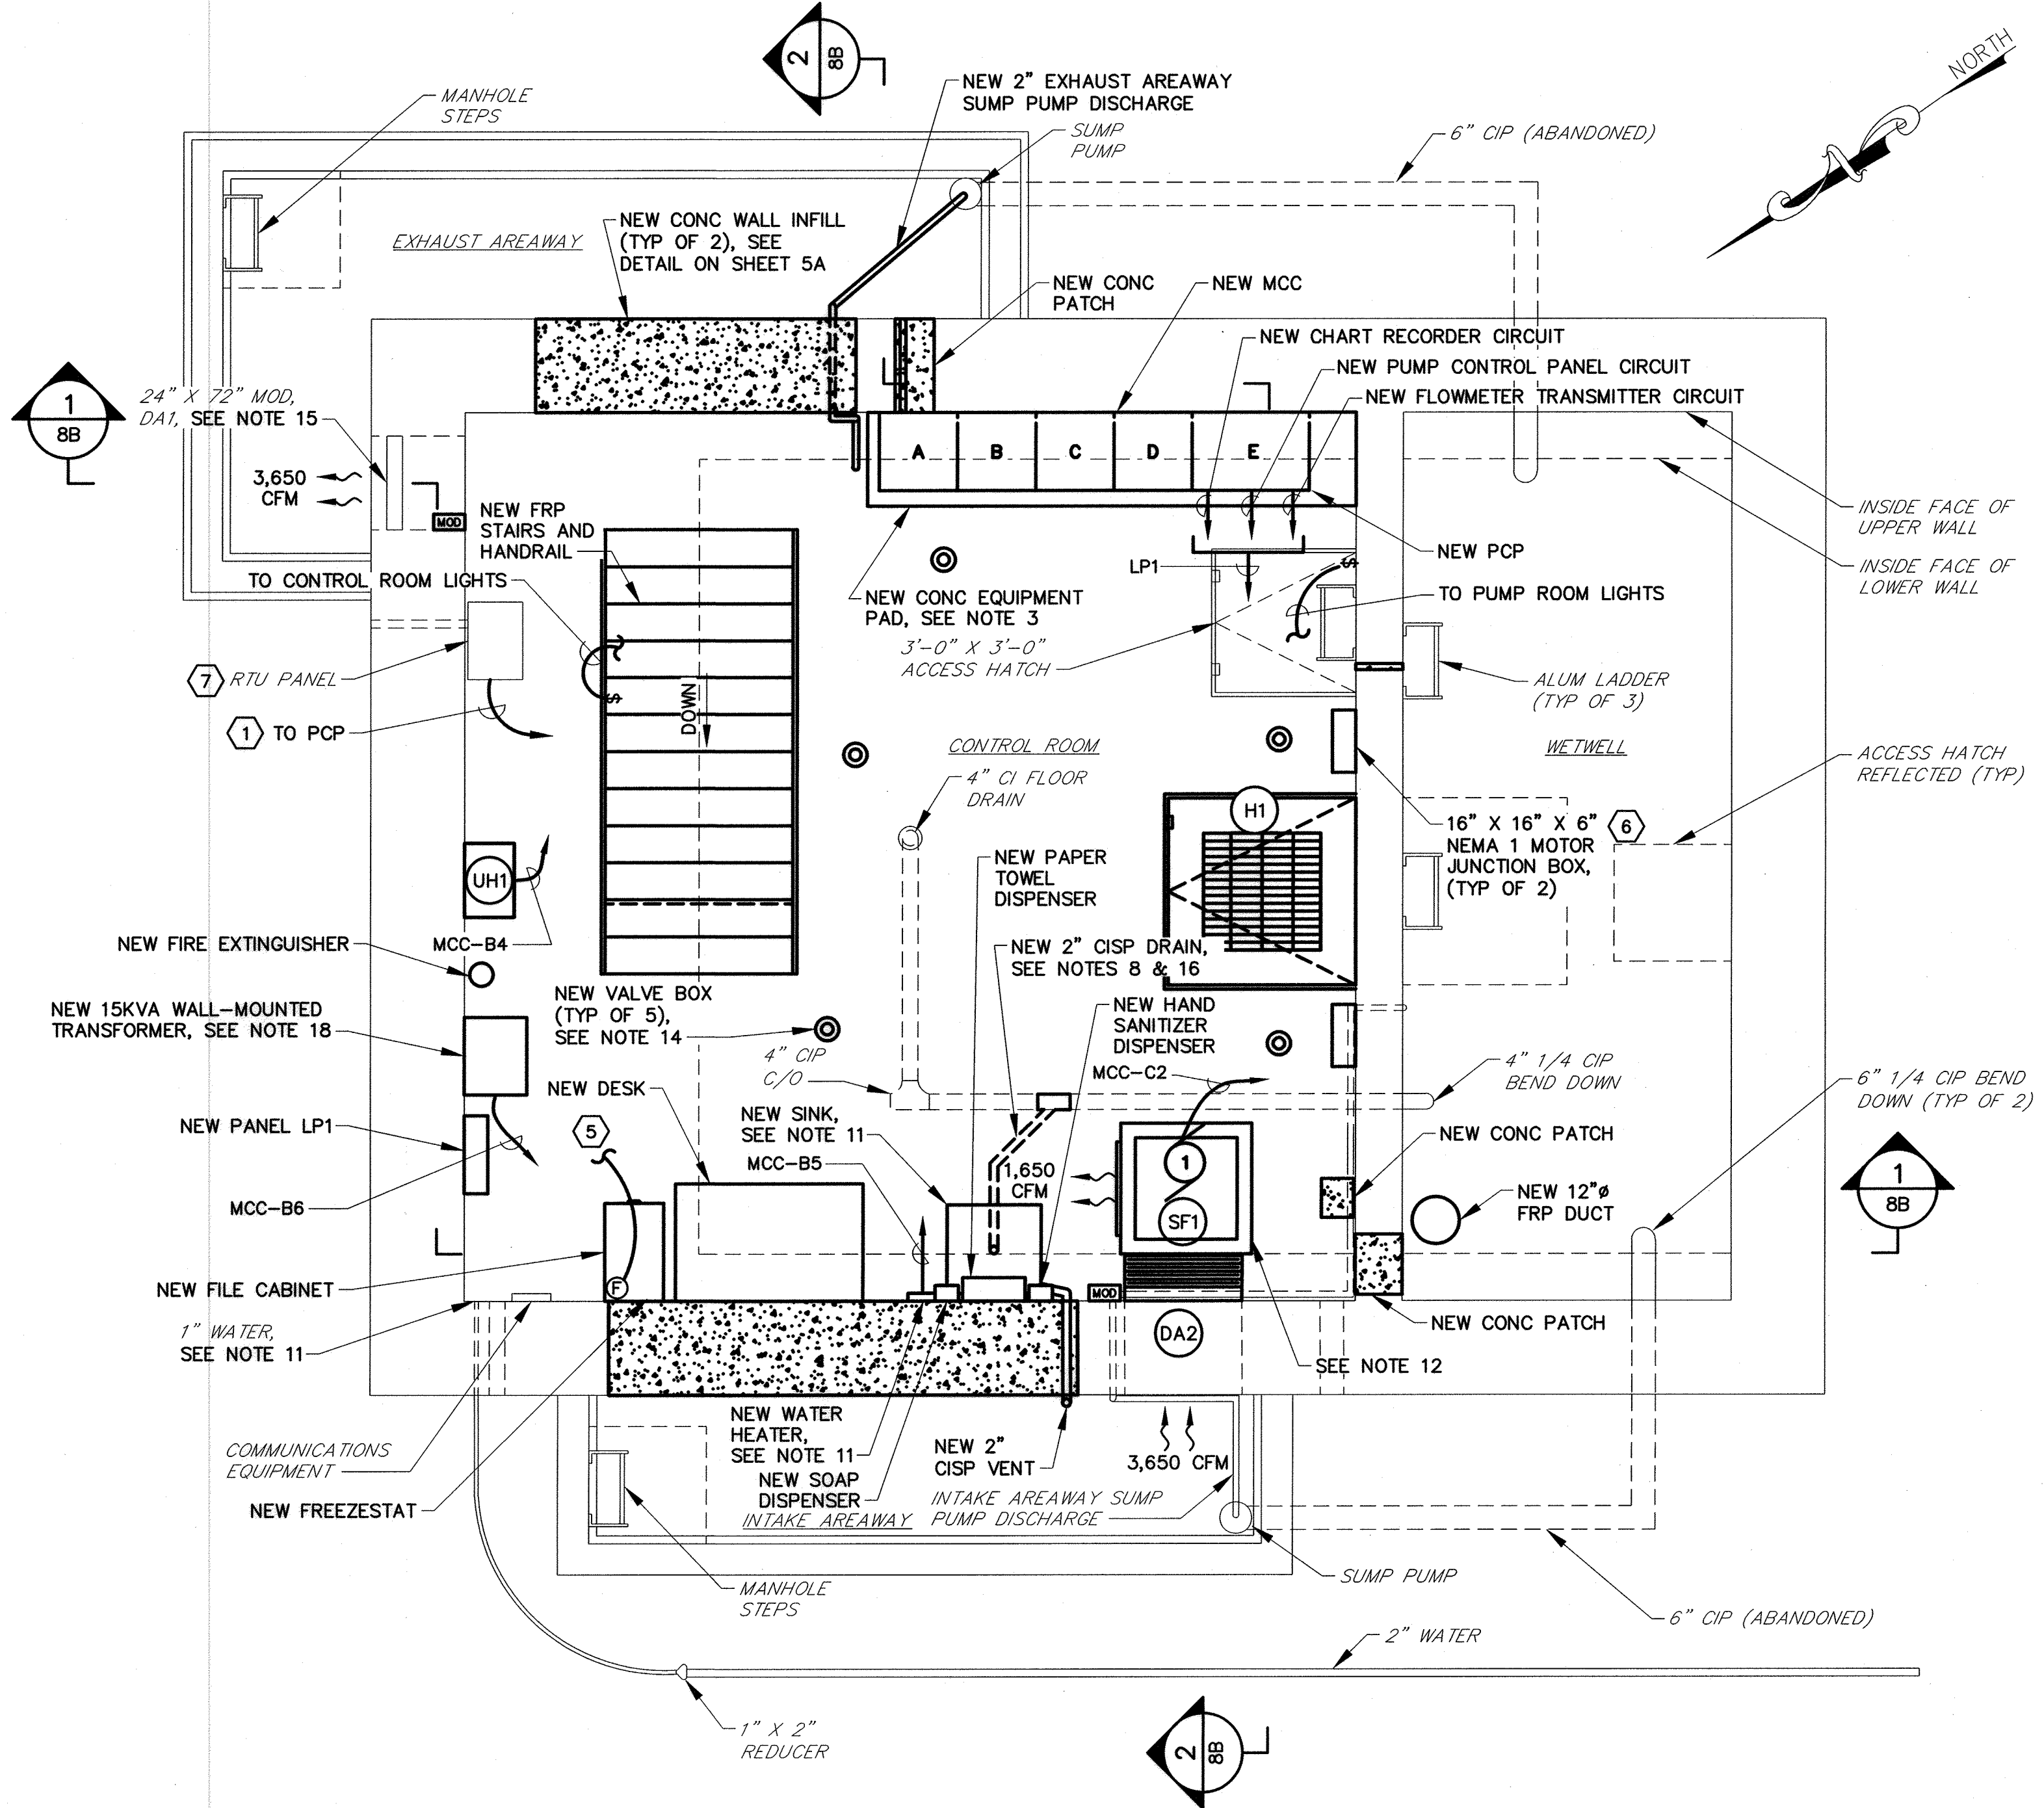 2
8B
NORTH
MANHOLE
STEPS
NEW 2" EXHAUST AREAWAY
SUMP PUMP DISCHARGE
SUMP
PUMP
6" CIP (ABANDONED)
EXHAUST AREAWAY
NEW CONC WALL INFILL
(TYP OF 2), SEE
DETAIL ON SHEET 5A
NEW CONC
PATCH
NEW MCC
NEW CHART RECORDER CIRCUIT
NEW PUMP CONTROL PANEL CIRCUIT
NEW FLOWMETER TRANSMITTER CIRCUIT
1
8B
24" X 72" MOD,
DA1, SEE NOTE 15
3,650
CFM
MOD
A
B
C
D
E
NEW FRP
STAIRS AND
HANDRAIL
TO CONTROL ROOM LIGHTS
INSIDE FACE OF
UPPER WALL
NEW PCP
LP1
INSIDE FACE OF
LOWER WALL
NEW CONC EQUIPMENT
PAD, SEE NOTE 3
TO PUMP ROOM LIGHTS
3'-0" X 3'-0"
ACCESS HATCH
7
RTU PANEL
$
$
ALUM LADDER
(TYP OF 3)
1
TO PCP
DOWN
CONTROL ROOM
WETWELL
ACCESS HATCH
REFLECTED (TYP)
4" CI FLOOR
DRAIN
H1
16" X 16" X 6"
NEMA 1 MOTOR
JUNCTION BOX,
(TYP OF 2)
6
UH1
NEW PAPER
TOWEL
DISPENSER
NEW FIRE EXTINGUISHER
MCC-B4
NEW 2" CISP DRAIN,
SEE NOTES 8 & 16
NEW 15KVA WALL-MOUNTED
TRANSFORMER, SEE NOTE 18
NEW VALVE BOX
(TYP OF 5),
SEE NOTE 14
NEW HAND
SANITIZER
DISPENSER
4" CIP
C/O
MCC-C2
4" 1/4 CIP
BEND DOWN
6" 1/4 CIP BEND
DOWN (TYP OF 2)
NEW DESK
NEW PANEL LP1
5
NEW SINK,
SEE NOTE 11
MCC-B5
1,650
CFM
1
SF1
NEW CONC PATCH
MCC-B6
NEW 12"ø
FRP DUCT
1
8B
NEW FILE CABINET
F
MOD
1" WATER,
SEE NOTE 11
DA2
NEW CONC PATCH
SEE NOTE 12
COMMUNICATIONS
EQUIPMENT
NEW FREEZESTAT
NEW WATER
HEATER,
SEE NOTE 11
NEW SOAP
DISPENSER
NEW 2"
CISP VENT
3,650 CFM
INTAKE AREAWAY
INTAKE AREAWAY SUMP
PUMP DISCHARGE
MANHOLE
STEPS
SUMP PUMP
6" CIP (ABANDONED)
2" WATER
1" X 2"
REDUCER
2
8B